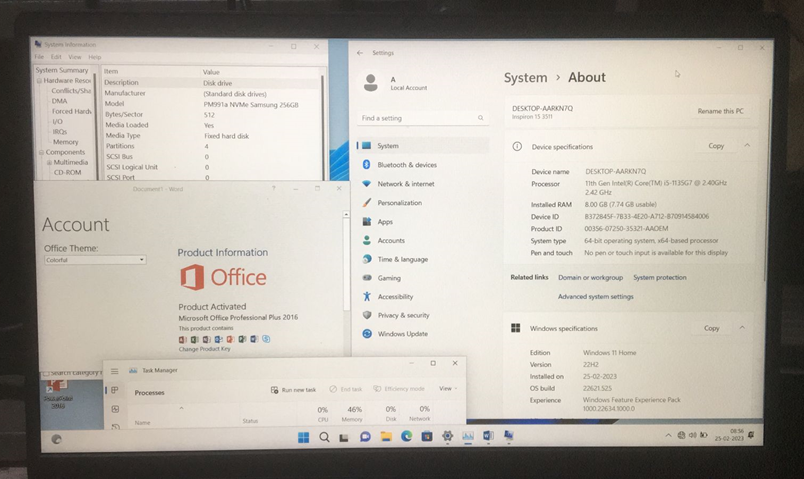 System Information
File Edit View Help
System Summary
Hardware Resou
Conflicts/Sha
DMA
Forced Hardw
I/O
IRQs
Memory
Components
Multimedia
CD-ROM
Item Value
Description Disk drive
Manufacturer (Standard disk drives)
Model PM991a NVMe Samsung 256GB
Bytes/Sector 512
Media Loaded Yes
Media Type Fixed hard disk
Partitions 4
SCSI Bus 0
SCSI Logical Unit 0
SCSI Port 0
Document1 - Word
Account
Office Theme:
Colorful
Product Information
Office
Product Activated
Microsoft Office Professional Plus 2016
This product contains
Change Product Key
Settings
A
Local Account
Find a setting
System
Bluetooth & devices
Network & internet
Personalization
Apps
Accounts
Time & language
Gaming
Accessibility
Privacy & security
Windows Update
System > About
DESKTOP-AARKN7Q
Inspiron 15 3511
Rename this PC
Device specifications Copy
Device name DESKTOP-AARKN7Q
Processor 11th Gen Intel(R) Core(TM) i5-1135G7 @ 2.40GHz
2.42 GHz
Installed RAM 8.00 GB (7.74 GB usable)
Device ID B372845F-7B33-4E20-A712-870914584006
Product ID 00356-07250-35321-AAOEM
System type 64-bit operating system, x64-based processor
Pen and touch No pen or touch input is available for this display
Related links Domain or workgroup System protection
Advanced system settings
Windows specifications Copy
Edition Windows 11 Home
Version 22H2
Installed on 25-02-2023
OS build 22621.525
Experience Windows Feature Experience Pack
1000.22634.1000.0
Search category
Task Manager
Processes Run new task End task Efficiency mode View
0% 46% 0% 0%
Name Status CPU Memory Disk Network
08:56
25-02-2023